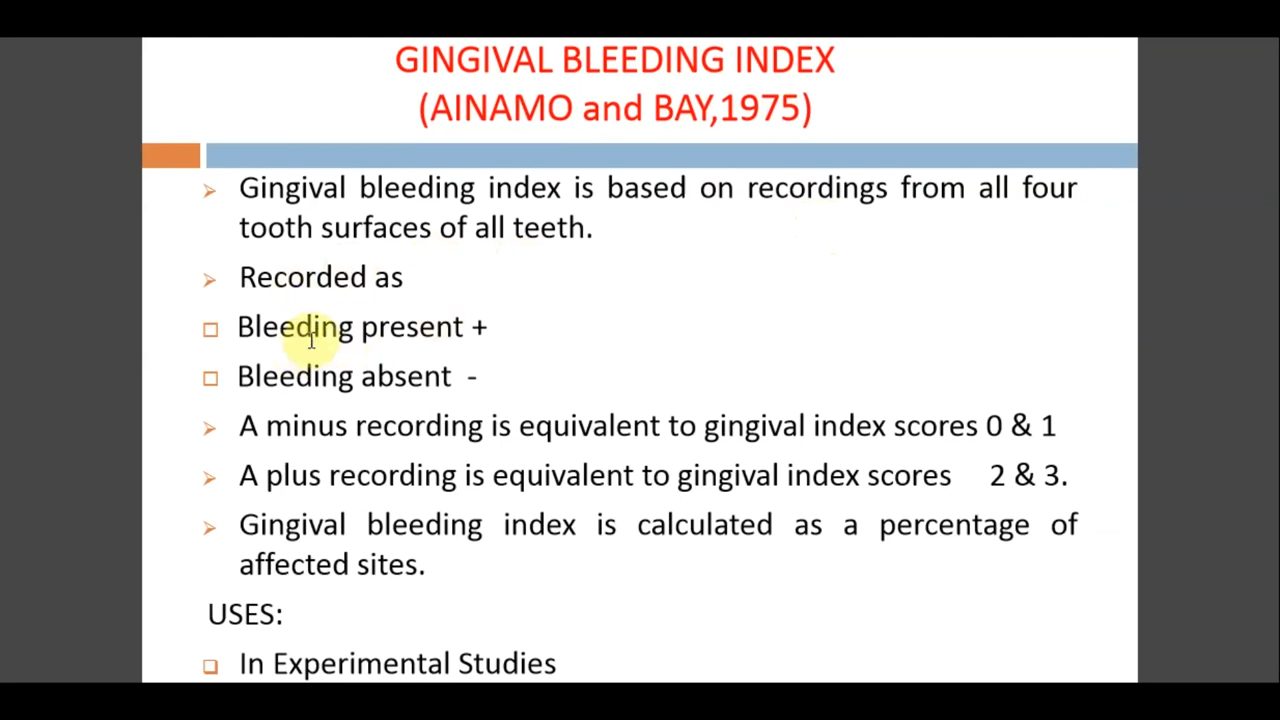 GINGIVAL BLEEDING INDEX
(AINAMO and BAY,1975)
Gingival bleeding index is based on recordings from all four
tooth surfaces of all teeth.
Recorded as
Bleeding present +
Bleeding absent -
A minus recording is equivalent to gingival index scores 0 & 1
A plus recording is equivalent to gingival index scores 2 & 3.
Gingival bleeding index is calculated as a percentage of
affected sites.
USES:
In Experimental Studies